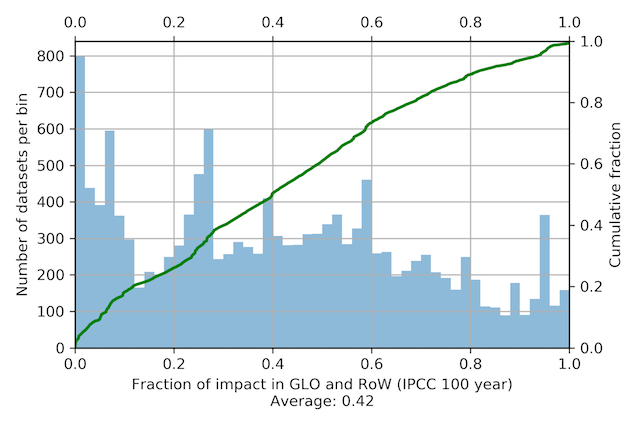 0.0 0.2 0.4 0.6 0.8 1.0
800
700
600
500
400
300
200
100
0
Number of datasets per bin
1.0
0.8
0.6
0.4
0.2
0.0
Cumulative fraction
0.0 0.2 0.4 0.6 0.8 1.0
Fraction of impact in GLO and RoW (IPCC 100 year)
Average: 0.42